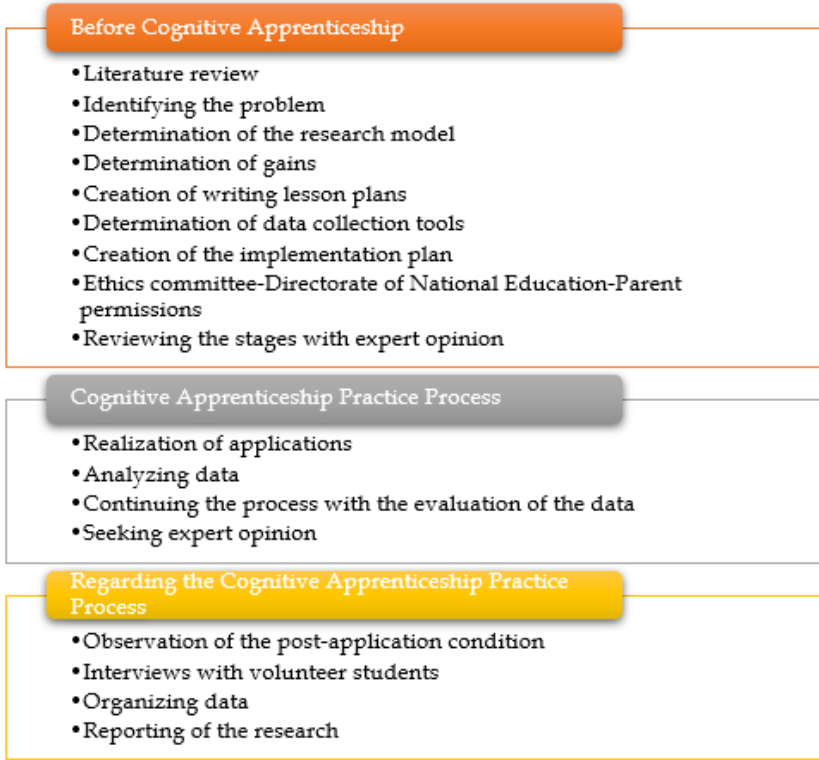 Before Cognitive Apprenticeship
•Literature review
•Identifying the problem
•Determination of the research model
•Determination of gains
•Creation of writing lesson plans
•Determination of data collection tools
•Creation of the implementation plan
•Ethics committee-Directorate of National Education-Parent
permissions
•Reviewing the stages with expert opinion
Cognitive Apprenticeship Practice Process
•Realization of applications
•Analyzing data
•Continuing the process with the evaluation of the data
•Seeking expert opinion
Regarding the Cognitive Apprenticeship Practice
Process
•Observation of the post-application condition
•Interviews with volunteer students
•Organizing data
•Reporting of the research